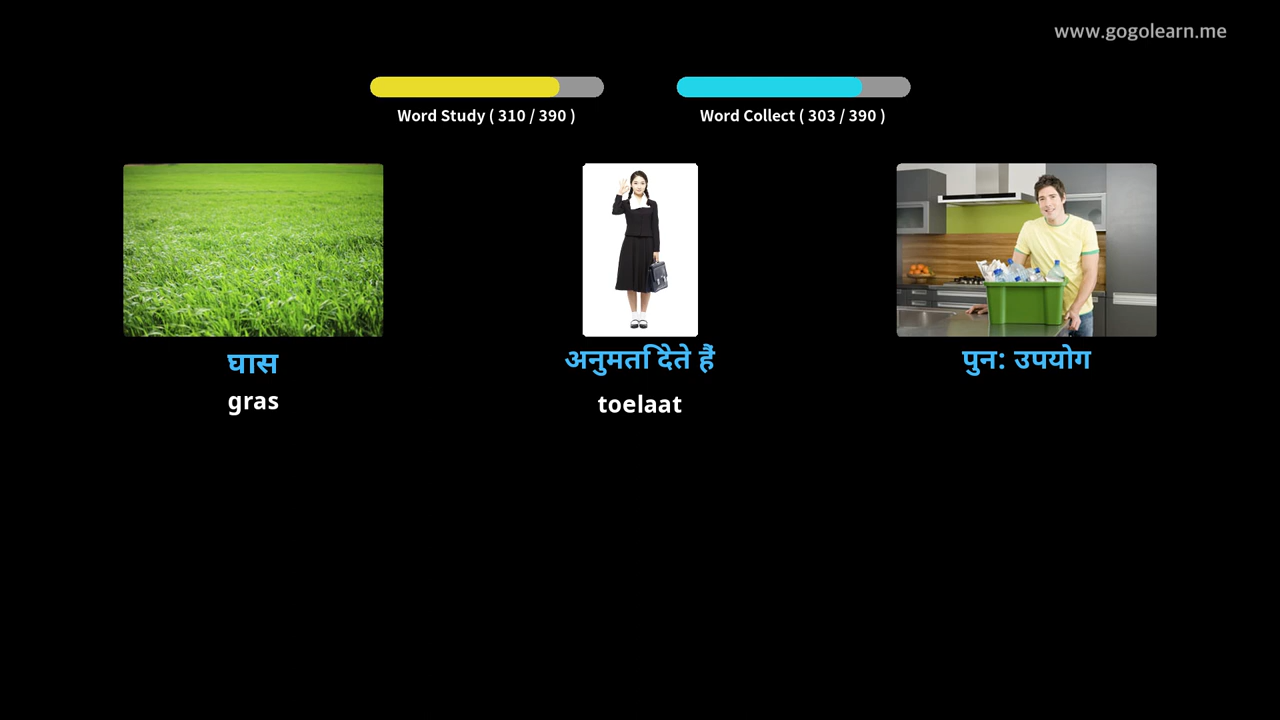 www.gogolearn.me
Word Study ( 310 / 390 )
Word Collect ( 303 / 390 )
घास
अनुमति देते हैं
पुन: उपयोग
gras
toelaat